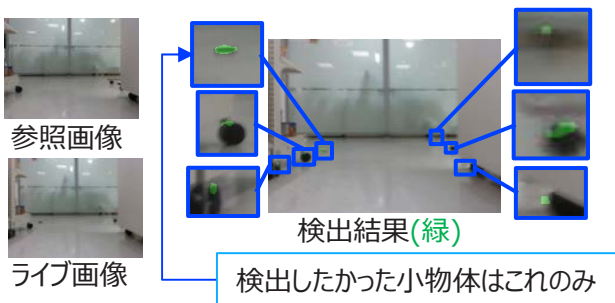 参照画像
ライブ画像
検出結果(緑)
検出したかった小物体はこれのみ